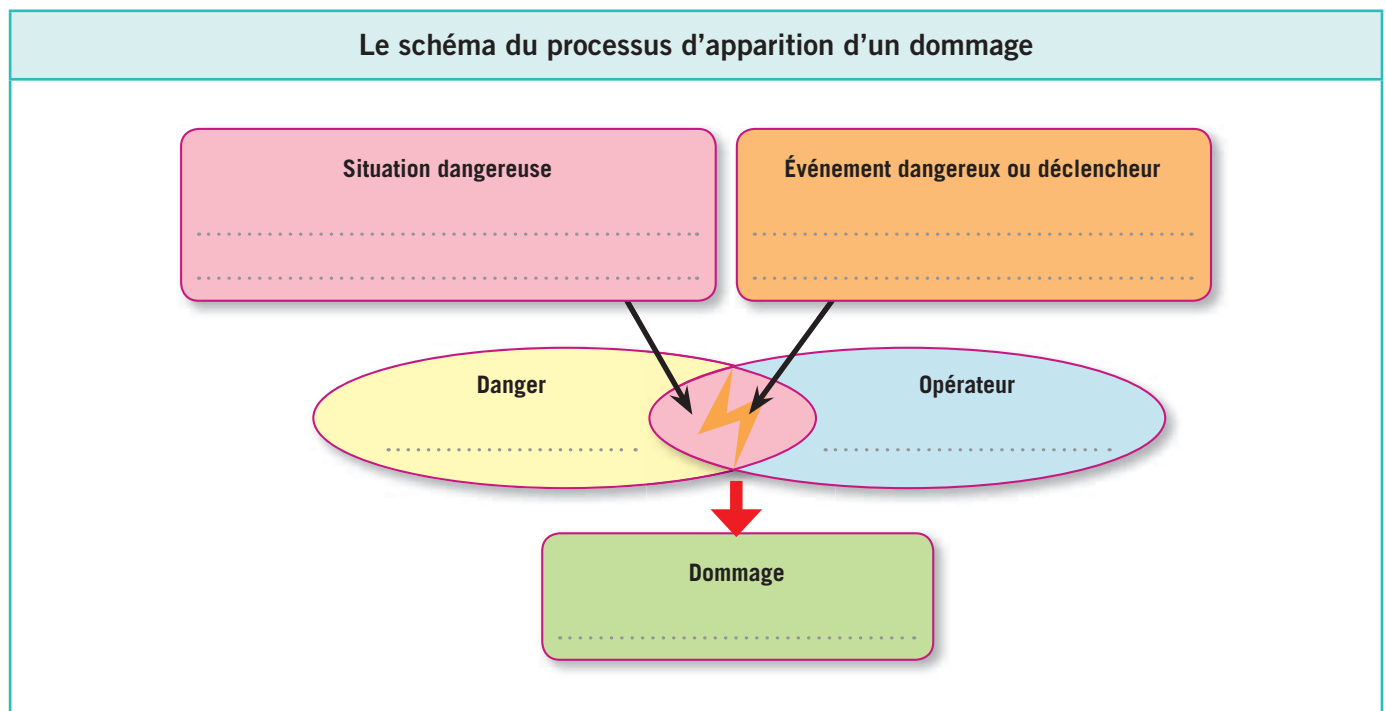 Le schéma du processus d'apparition d'un dommage
Situation dangereuse
Événement dangereux ou déclencheur
Danger
Opérateur
Dommage